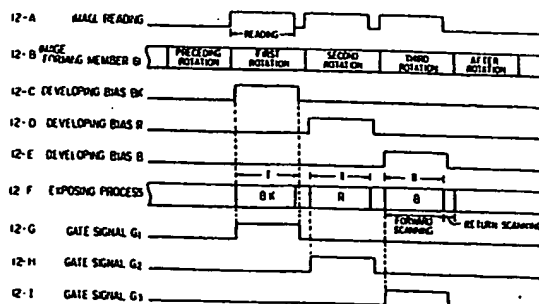 12-A IMAGE READING
READING
12-B IMAGE FORMING MEMBER 61
PRECEDING ROTATION
FIRST ROTATION
SECOND ROTATION
THIRD ROTATION
AFTER ROTATION
12-C DEVELOPING BIAS BK
12-D DEVELOPING BIAS R
12-E DEVELOPING BIAS B
12-F EXPOSING PROCESS
BK
R
B
FORWARD SCANNING
RETURN SCANNING
12-G GATE SIGNAL G1
12-H GATE SIGNAL G2
12-I GATE SIGNAL G3